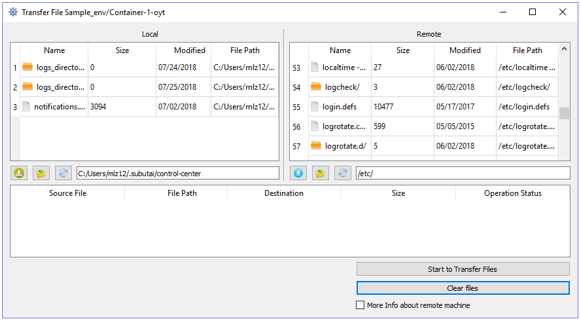 Transfer File Sample_env/Container-1-oyt
Local
Remote
Name Size Modified File Path
1 logs_directo... 0 07/24/2018 C:/Users/mlz12/...
2 logs_directo... 0 07/25/2018 C:/Users/mlz12/...
3 notifications.... 3094 07/02/2018 C:/Users/mlz12/...
Name Size Modified File Path
53 localtime -... 27 06/02/2018 /etc/localtime ...
54 logcheck/ 3 06/02/2018 /etc/logcheck/
55 login.defs 10477 05/17/2017 /etc/login.defs
56 logrotate.c... 599 05/05/2015 /etc/logrotate....
57 logrotate.d/ 5 06/02/2018 /etc/logrotate....
C:/Users/mlz12/.subutai/control-center
/etc/
Source File File Path Destination Size Operation Status
Start to Transfer Files
Clear files
More Info about remote machine